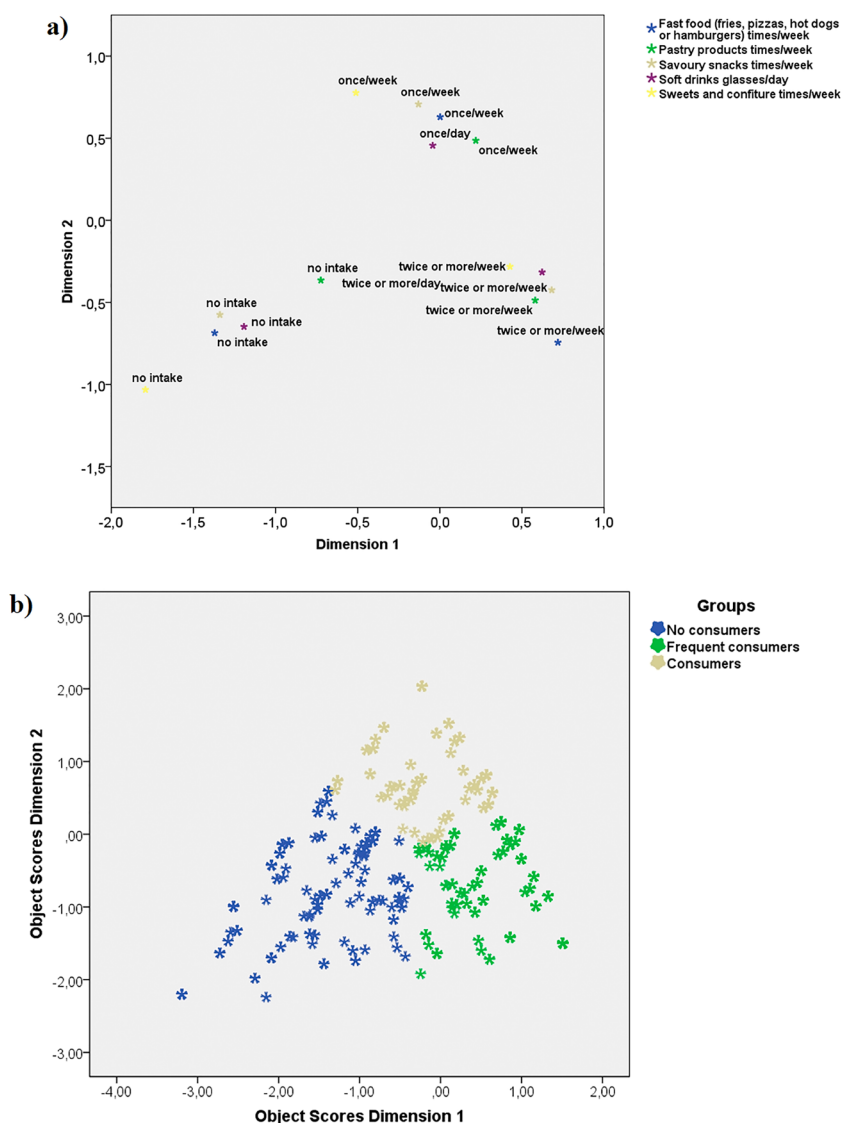 a)
Fast food (fries, pizzas, hot dogs
or hamburgers) times/week
Pastry products times/week
Savoury snacks times/week
Soft drinks glasses/day
Sweets and confiture times/week
1,0
0,5
0,0
-0,5
-1,0
-1,5
Dimension 2
once/week
once/week
once/week
once/day
once/week
no intake
twice or more/week
twice or more/day
twice or more/week
no intake
twice or more/week
no intake
no intake
twice or more/week
no intake
-2,0
-1,5
-1,0
-0,5
0,0
0,5
1,0
Dimension 1
b)
Groups
No consumers
Frequent consumers
Consumers
3,00
2,00
1,00
,00
-1,00
-2,00
-3,00
Object Scores Dimension 2
-4,00
-3,00
-2,00
-1,00
,00
1,00
2,00
Object Scores Dimension 1